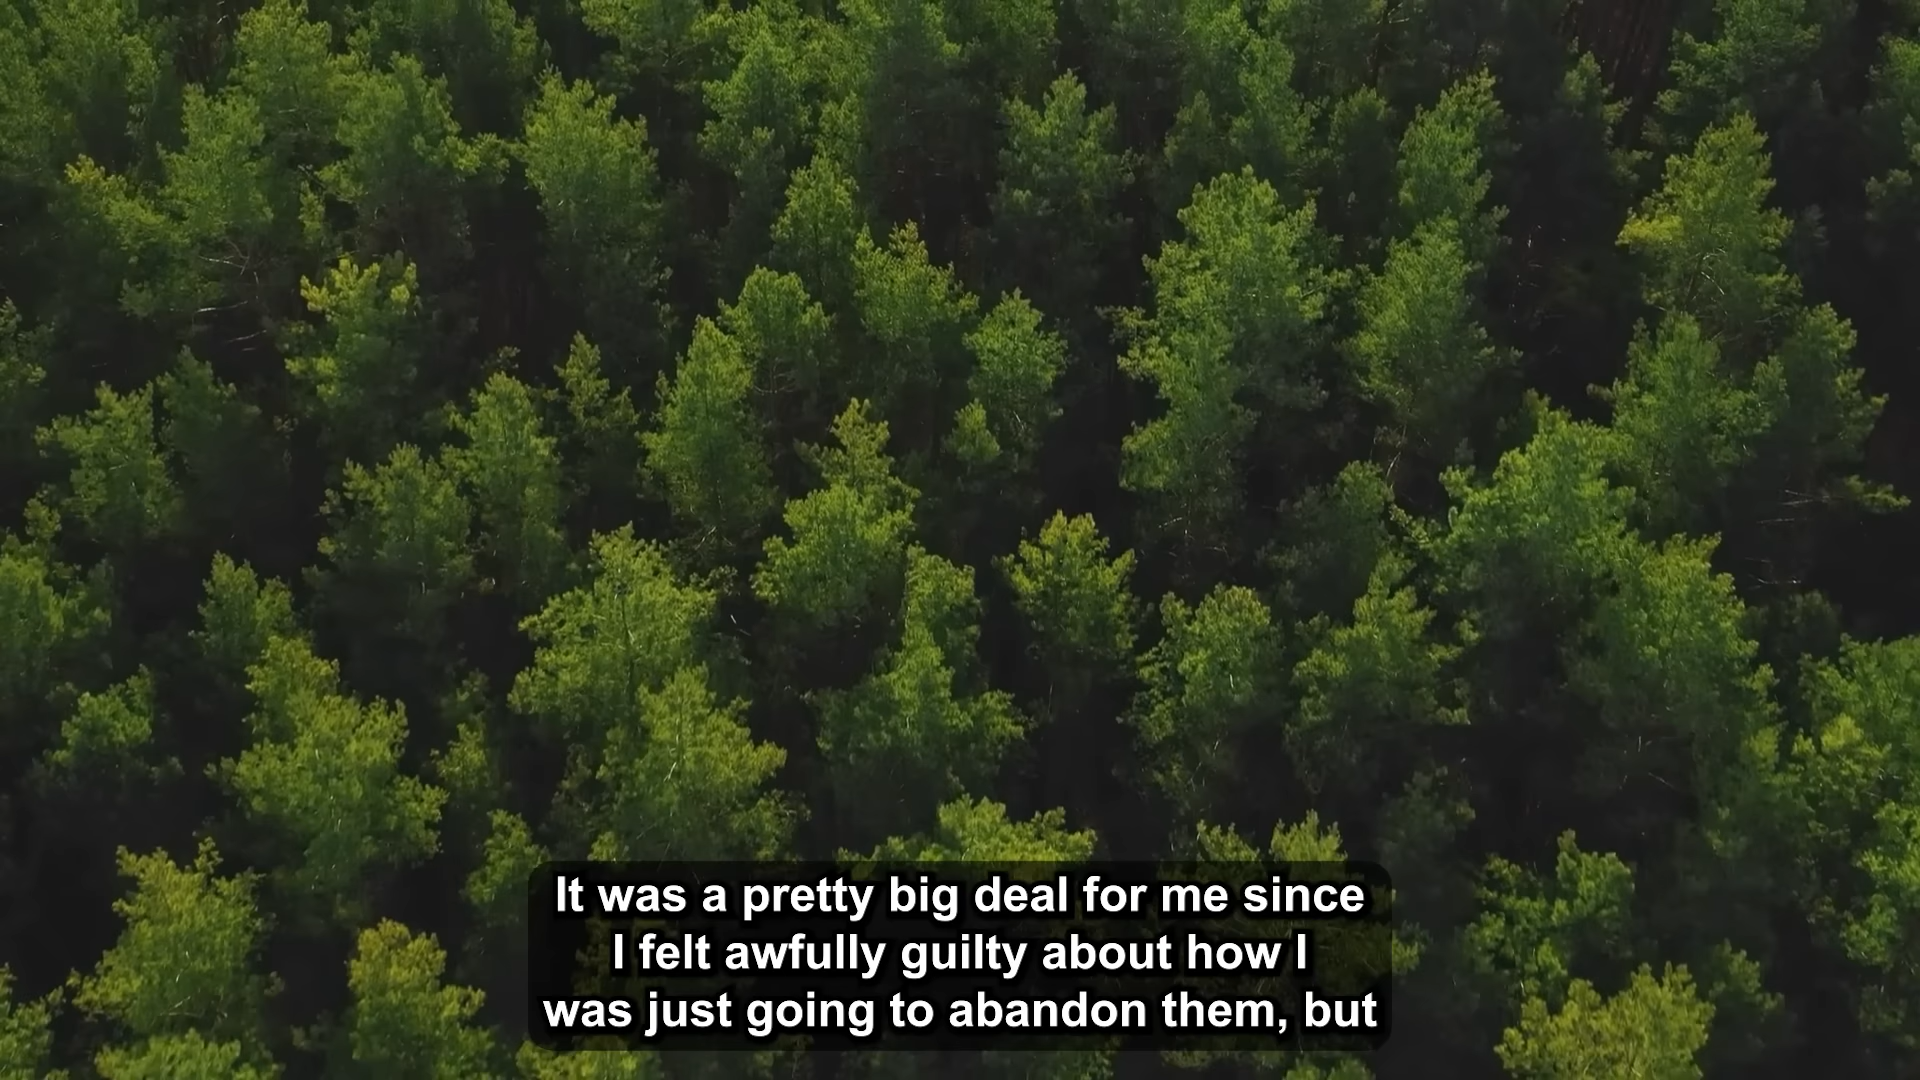 It was a pretty big deal for me since
I felt awfully guilty about how I
was just going to abandon them, but